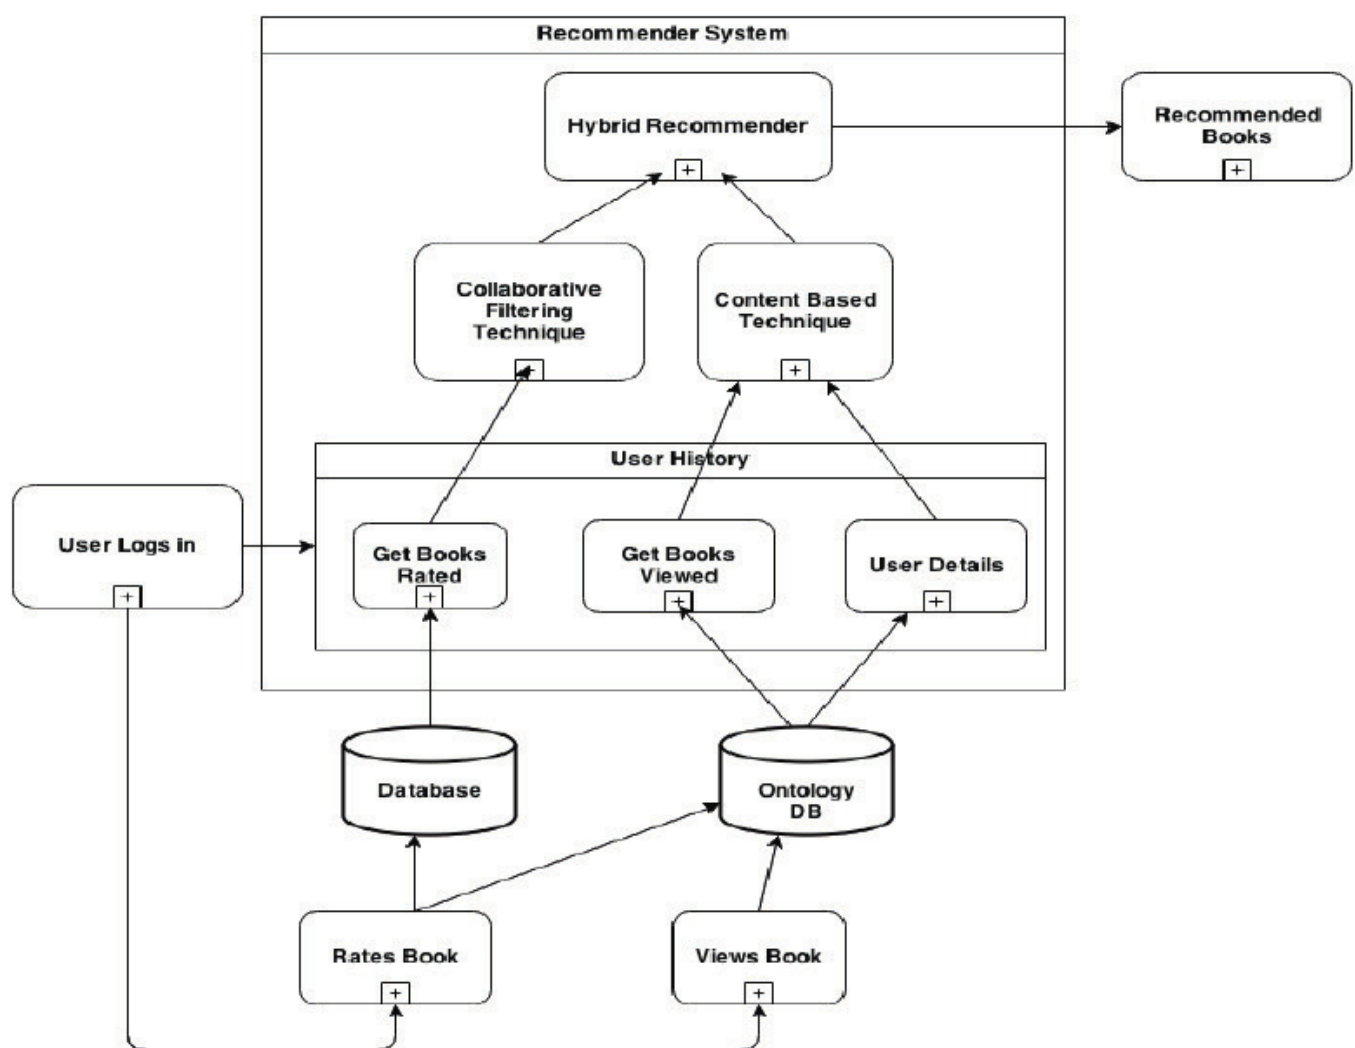 Recommender System
Hybrid Recommender
+
Recommended
Books
+
Collaborative
Filtering
Technique
+
Content Based
Technique
+
User History
User Logs in
+
Get Books
Rated
+
Get Books
Viewed
+
User Details
+
Database
Ontology
DB
Rates Book
+
Views Book
+